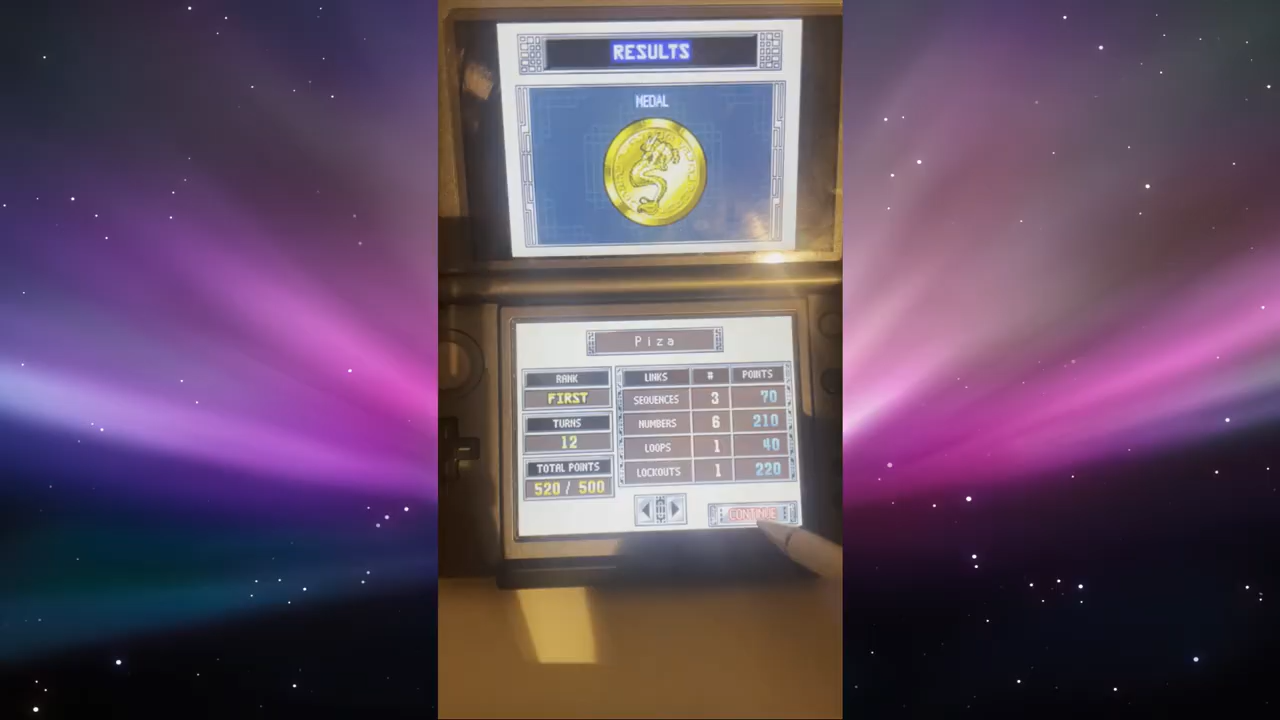 RESULTS
MEDAL
Piza
RANK
FIRST
TURNS
12
TOTAL POINTS
520 / 500
LINKS # POINTS
SEQUENCES 3 70
NUMBERS 6 210
LOOPS 1 40
LOCKOUTS 1 220
CONTINUE